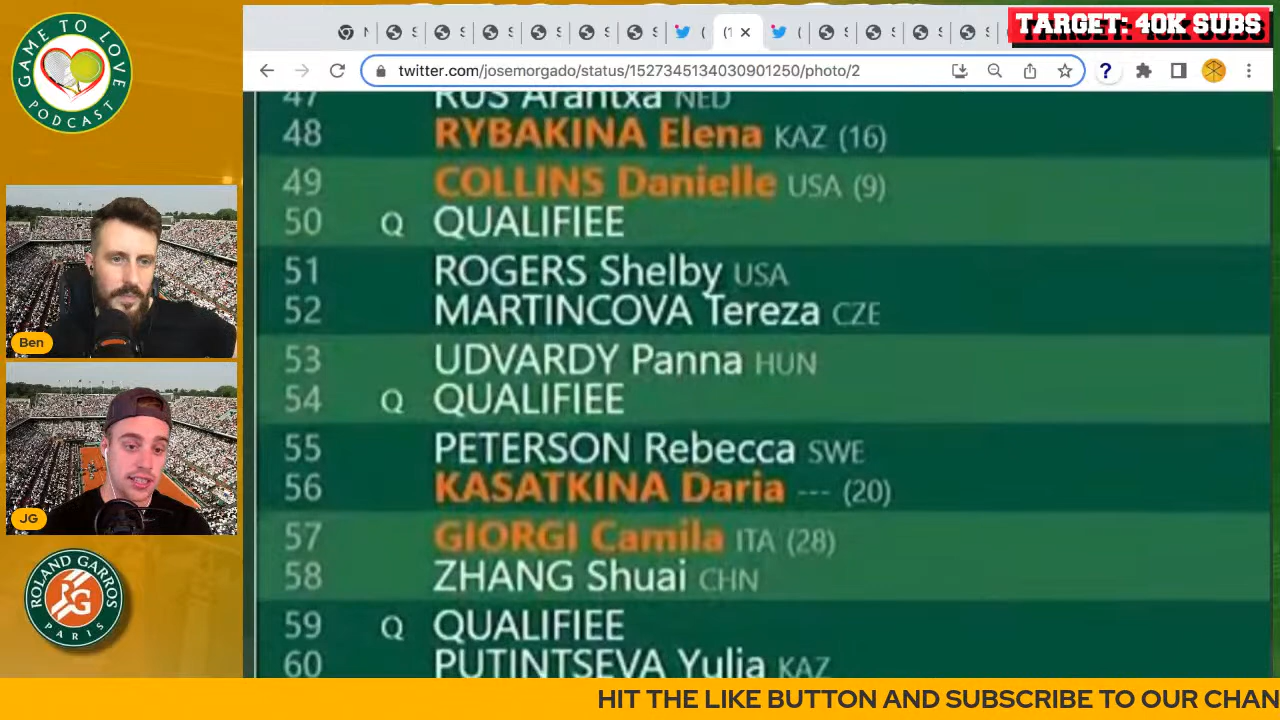 GAME TO LOVE
PODCAST
TARGET: 40K SUBS
twitter.com/josemorgado/status/1527345134030901250/photo/2
47 RUS Arantxa NED
48 RYBAKINA Elena KAZ (16)
49 COLLINS Danielle USA (9)
50 Q QUALIFIEE
51 ROGERS Shelby USA
52 MARTINCOVA Tereza CZE
53 UDVARDY Panna HUN
54 Q QUALIFIEE
55 PETERSON Rebecca SWE
56 KASATKINA Daria --- (20)
57 GIORGI Camila ITA (28)
58 ZHANG Shuai CHN
59 Q QUALIFIEE
60 PUTINTSEVA Yulia KAZ
Ben
JG
ROLAND GARROS
RG
PARIS
HIT THE LIKE BUTTON AND SUBSCRIBE TO OUR CHAN